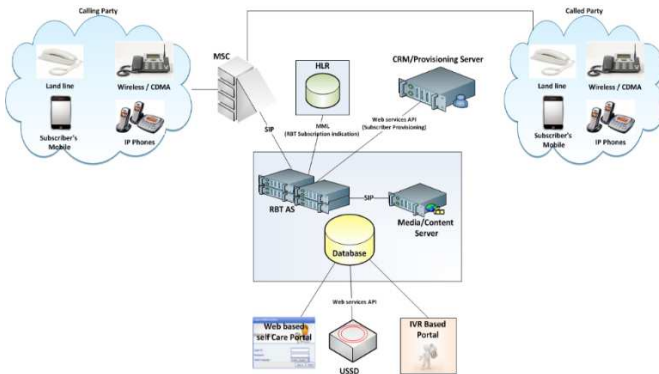 Calling Party
Called Party
MSC
HLR
CRM/Provisioning Server
Land line
Wireless / CDMA
Subscriber's
Mobile
IP Phones
Land line
Wireless / CDMA
Subscriber's
Mobile
IP Phones
SIP
MML
(RBT Subscription Indication)
Web services API
(Subscriber Provisioning)
RBT AS
SIP
Media/Content
Server
Database
Web services API
Web based
self Care Portal
USSD
IVR Based
Portal